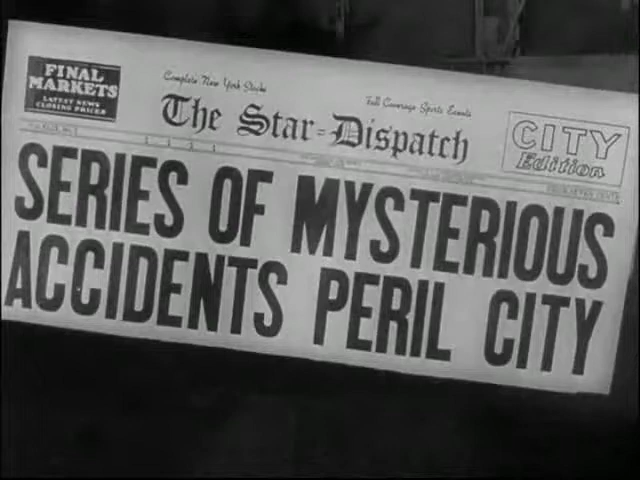 FINAL
MARKETS
LATEST NEWS
CLOSING PRICES
Complete New York Stocks
Full Coverage Sports Events
The Star=Dispatch
CITY
Edition
SERIES OF MYSTERIOUS
ACCIDENTS PERIL CITY